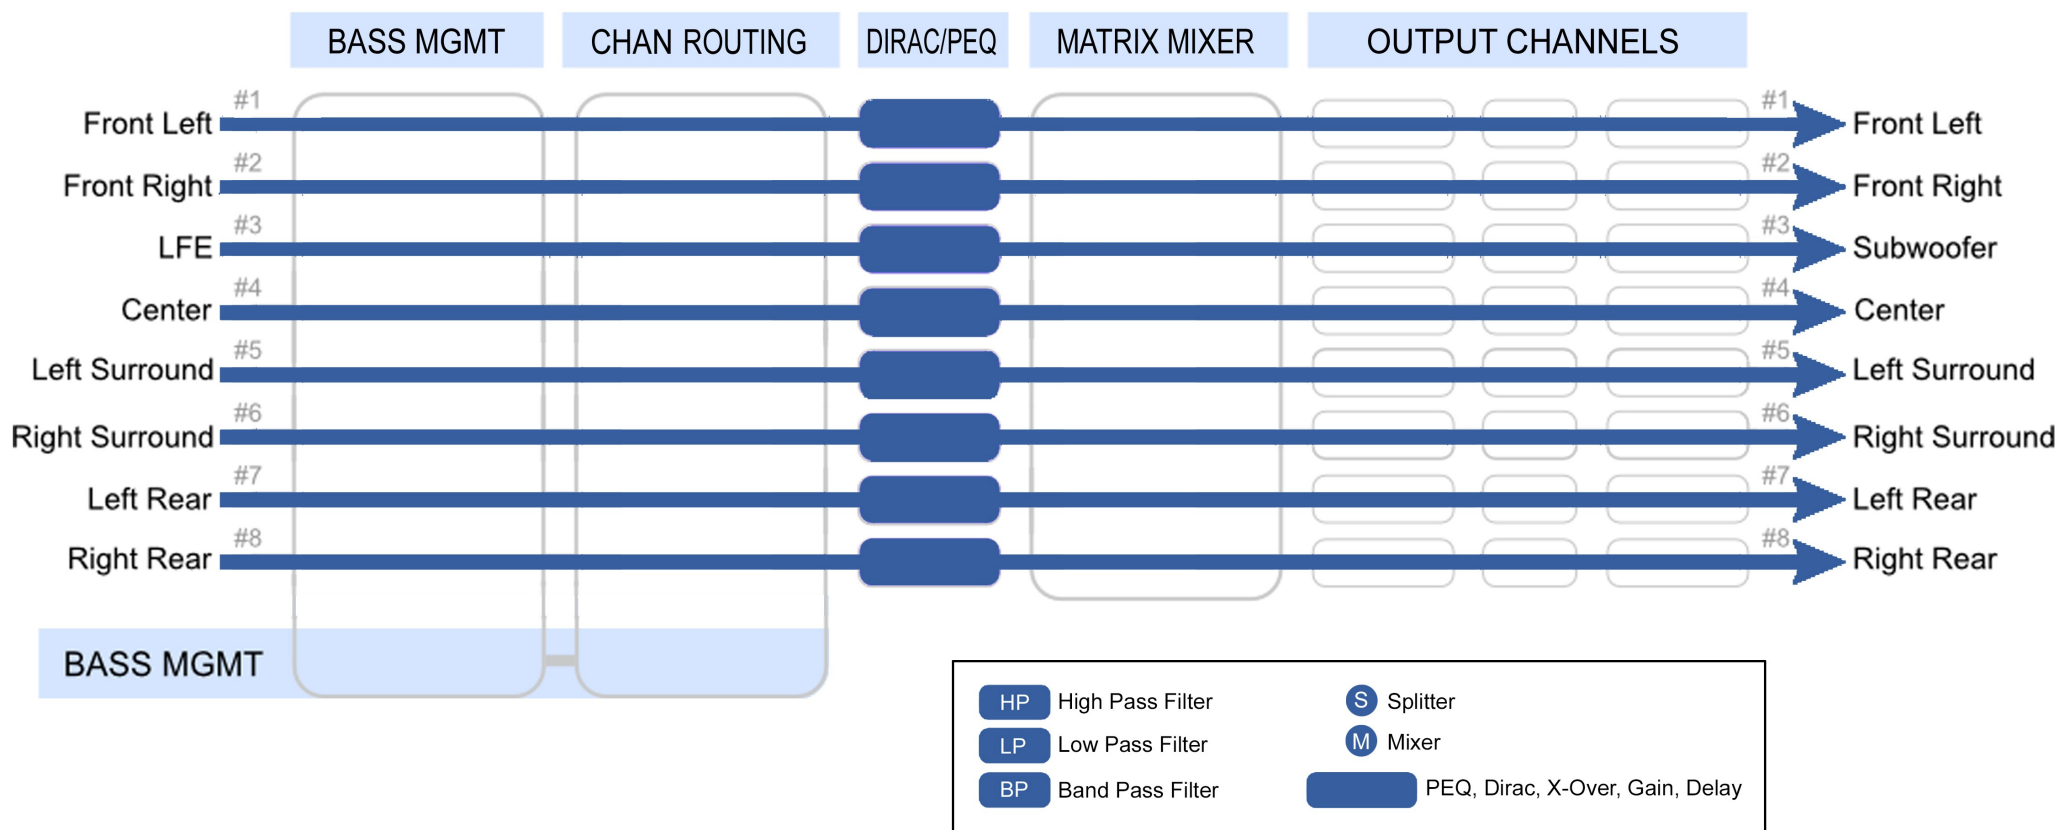 BASS MGMT CHAN ROUTING DIRAC/PEQ MATRIX MIXER OUTPUT CHANNELS
Front Left #1 #1 Front Left
Front Right #2 #2 Front Right
LFE #3 #3 Subwoofer
Center #4 #4 Center
Left Surround #5 #5 Left Surround
Right Surround #6 #6 Right Surround
Left Rear #7 #7 Left Rear
Right Rear #8 #8 Right Rear
BASS MGMT
HP High Pass Filter S Splitter
LP Low Pass Filter M Mixer
BP Band Pass Filter PEQ, Dirac, X-Over, Gain, Delay